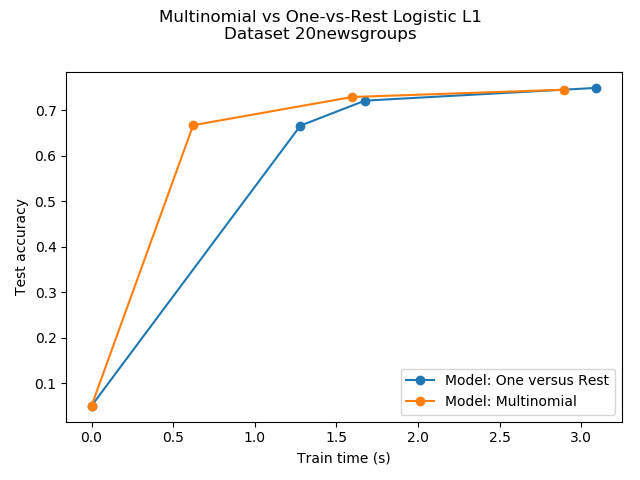 Multinomial vs One-vs-Rest Logistic L1
Dataset 20newsgroups
Test accuracy
0.7
0.6
0.5
0.4
0.3
0.2
0.1
Model: One versus Rest
Model: Multinomial
0.0 0.5 1.0 1.5 2.0 2.5 3.0
Train time (s)